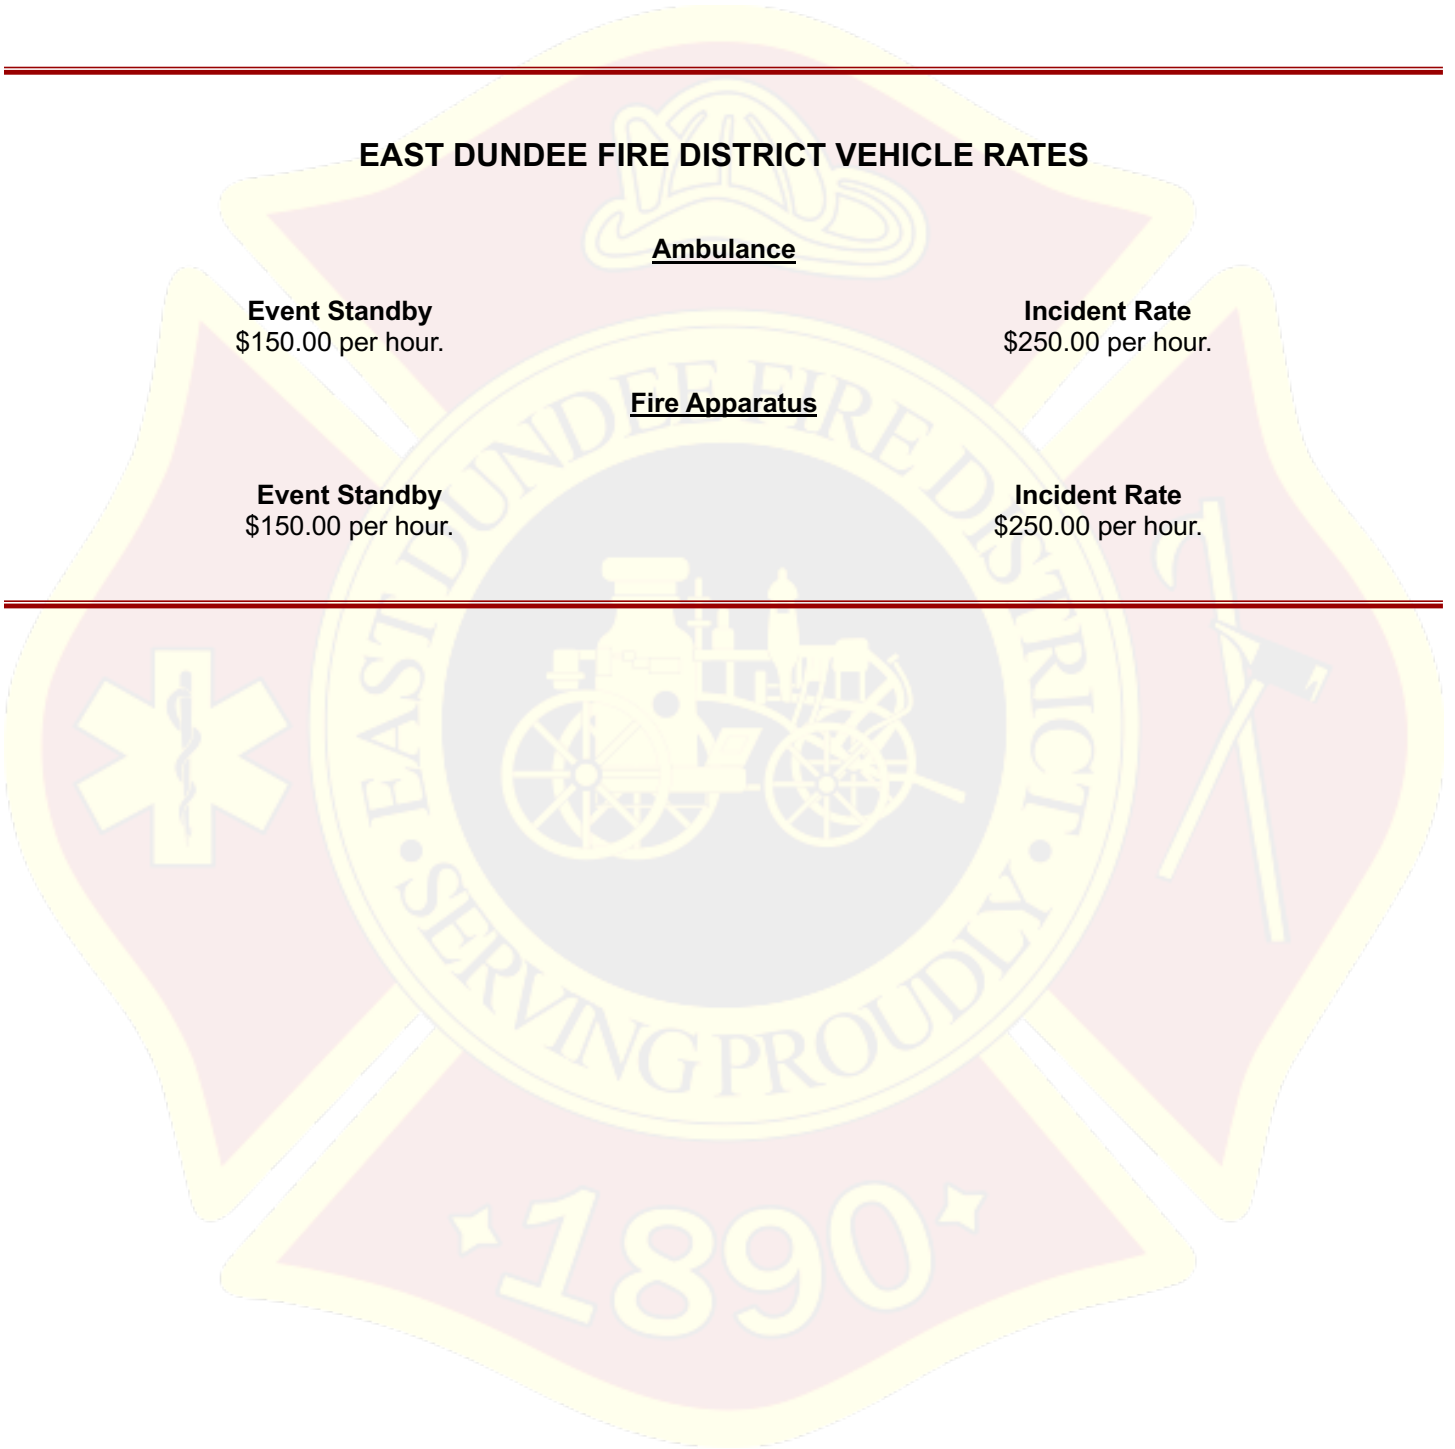 EAST DUNDEE FIRE DISTRICT VEHICLE RATES
Ambulance
Event Standby Incident Rate
$150.00 per hour. $250.00 per hour.
Fire Apparatus
Event Standby Incident Rate
$150.00 per hour. $250.00 per hour.
EAST DUNDEE FIRE DISTRICT
• SERVING PROUDLY •
1890